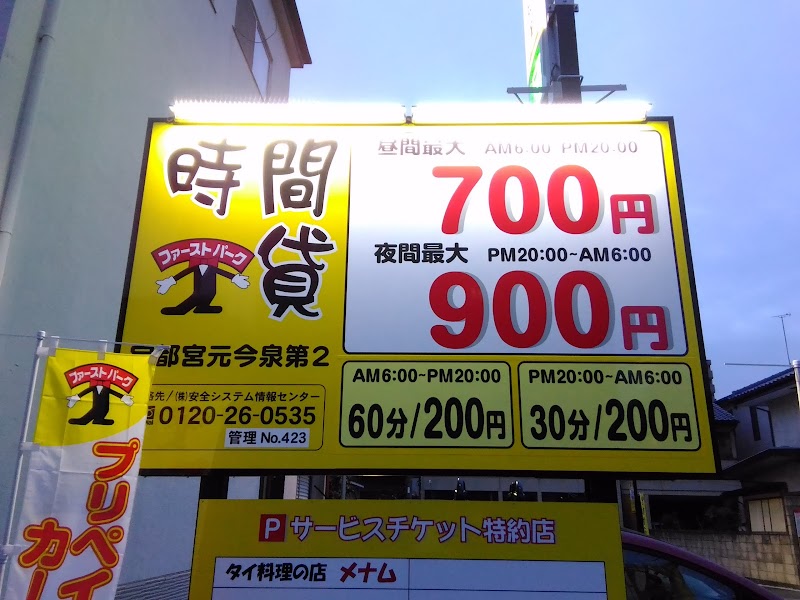 時間貸
ファーストパーク
都宮元今泉第2
先/(株)安全システム情報センター
0120-26-0535
管理 No.423
昼間最大 AM6:00 PM20:00
700円
夜間最大 PM20:00~AM6:00
900円
AM6:00~PM20:00
60分/200円
PM20:00~AM6:00
30分/200円
P サービスチケット特約店
タイ料理の店 メナム
ファーストパーク
プリペイ
カー